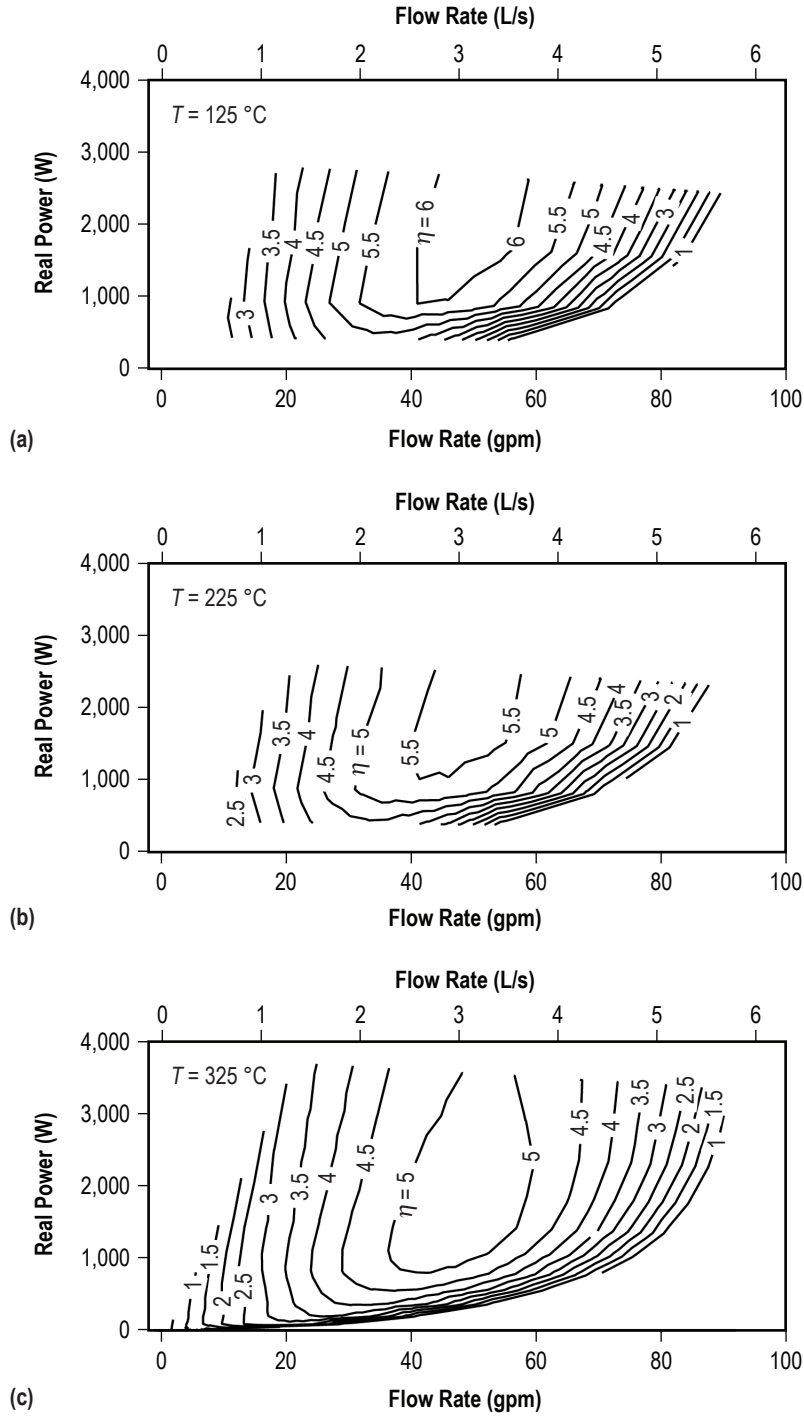 Flow Rate (L/s)
0 1 2 3 4 5 6
4,000
3,000
2,000
1,000
0
Real Power (W)
T = 125 °C
3
3.5
4
4.5
5
5.5
η = 6
6
5.5
5
4.5
4
3
1
0 20 40 60 80 100
Flow Rate (gpm)
(a)
Flow Rate (L/s)
0 1 2 3 4 5 6
4,000
3,000
2,000
1,000
0
Real Power (W)
T = 225 °C
2.5
3
3.5
4
4.5
η = 5
5.5
5.5
5
4.5
4
3.5
3
2
1
0 20 40 60 80 100
Flow Rate (gpm)
(b)
Flow Rate (L/s)
0 1 2 3 4 5 6
4,000
3,000
2,000
1,000
0
Real Power (W)
T = 325 °C
1
1.5
2
2.5
3
3.5
4
4.5
η = 5
5
4.5
4
3.5
3
2.5
2
1.5
1
0 20 40 60 80 100
Flow Rate (gpm)
(c)